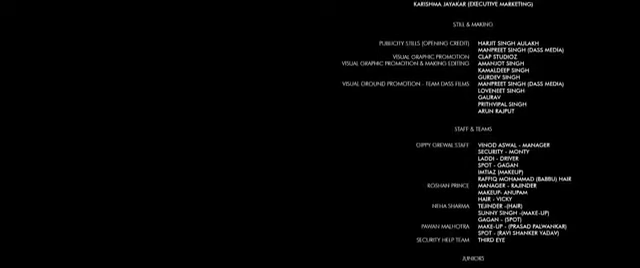 KARISHMA JAYAKAR (EXECUTIVE MARKETING)
STILL & MAKING
PUBLICITY STILLS (OPENING CREDIT) HARJIT SINGH AULAKH
MANPREET SINGH (DASS MEDIA)
VISUAL GRAPHIC PROMOTION CLAP STUDIOZ
VISUAL GRAPHIC PROMOTION & MAKING EDITING AMANJOT SINGH
KAMALDEEP SINGH
GURDEV SINGH
VISUAL GROUND PROMOTION - TEAM DASS FILMS MANPREET SINGH (DASS MEDIA)
LOVENEET SINGH
GAURAV
PRITHVIPAL SINGH
ARUN RAJPUT
STAFF & TEAMS
GIPPY GREWAL STAFF VINOD ASWAL - MANAGER
SECURITY - MONTY
LADDI - DRIVER
SPOT - GAGAN
IMTIAZ (MAKEUP)
RAFFIQ MOHAMMAD (BABBU) HAIR
ROSHAN PRINCE MANAGER - RAJINDER
MAKEUP- ANUPAM
HAIR - VICKY
NEHA SHARMA TEJINDER -(HAIR)
SUNNY SINGH -(MAKE-UP)
GAGAN - (SPOT)
PAWAN MALHOTRA MAKE-UP - (PRASAD PALWANKAR)
SPOT - (RAVI SHANKER YADAV)
SECURITY HELP TEAM THIRD EYE
JUNIORS